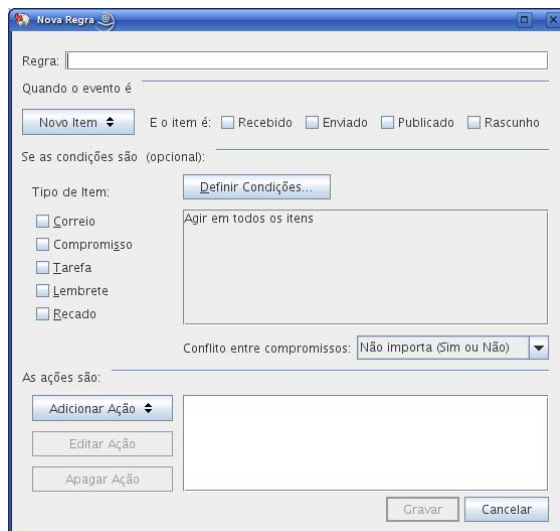 Nova Regra
Regra:
Quando o evento é
Novo Item E o item é: Recebido Enviado Publicado Rascunho
Se as condições são (opcional):
Tipo de Item: Definir Condições...
Correio
Compromisso
Tarefa
Lembrete
Recado
Agir em todos os itens
Conflito entre compromissos: Não importa (Sim ou Não)
As ações são:
Adicionar Ação
Editar Ação
Apagar Ação
Gravar Cancelar